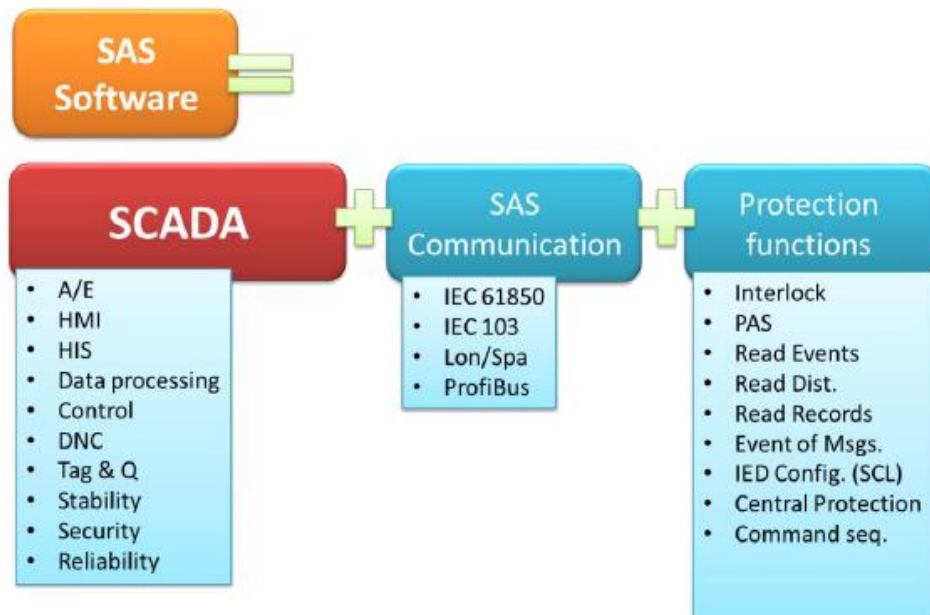 SAS
Software
SCADA
• A/E
• HMI
• HIS
• Data processing
• Control
• DNC
• Tag & Q
• Stability
• Security
• Reliability
SAS
Communication
• IEC 61850
• IEC 103
• Lon/Spa
• ProfiBus
Protection
functions
• Interlock
• PAS
• Read Events
• Read Dist.
• Read Records
• Event of Msgs.
• IED Config. (SCL)
• Central Protection
• Command seq.